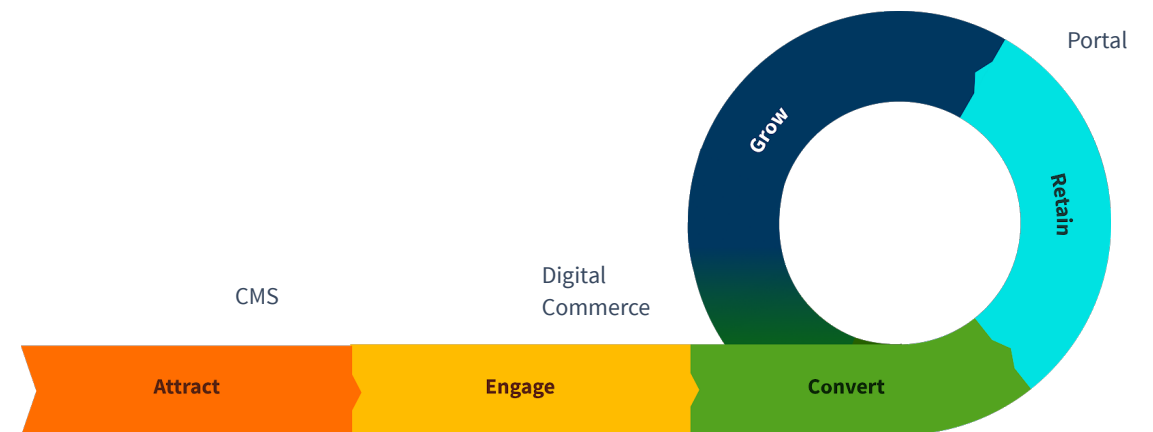 Portal
Grow
Retain
Digital
Commerce
CMS
Attract
Engage
Convert